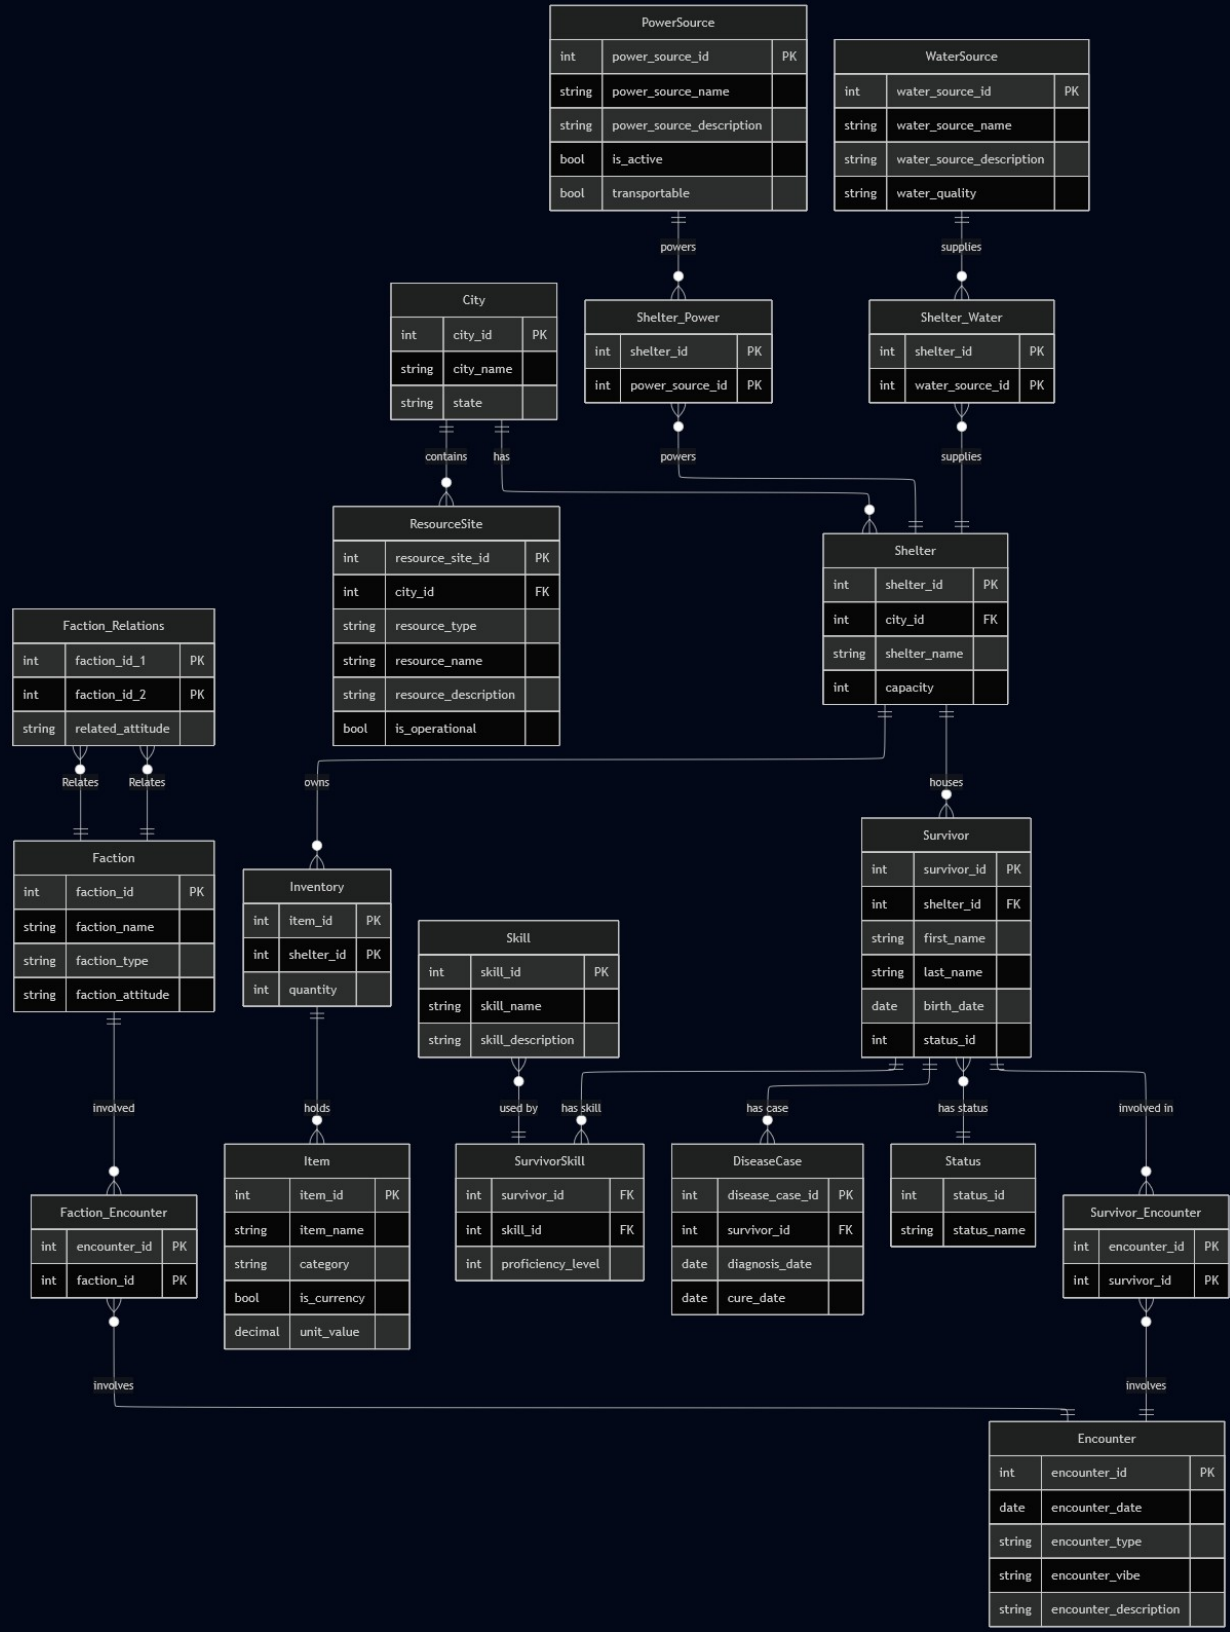 PowerSource
int power_source_id PK
string power_source_name
string power_source_description
bool is_active
bool transportable
WaterSource
int water_source_id PK
string water_source_name
string water_source_description
string water_quality
powers
supplies
City
int city_id PK
string city_name
string state
Shelter_Power
int shelter_id PK
int power_source_id PK
Shelter_Water
int shelter_id PK
int water_source_id PK
contains
has
powers
supplies
ResourceSite
int resource_site_id PK
int city_id FK
string resource_type
string resource_name
string resource_description
bool is_operational
Shelter
int shelter_id PK
int city_id FK
string shelter_name
int capacity
Faction_Relations
int faction_id_1 PK
int faction_id_2 PK
string related_attitude
Relates
Relates
owns
houses
Faction
int faction_id PK
string faction_name
string faction_type
string faction_attitude
Inventory
int item_id PK
int shelter_id PK
int quantity
Skill
int skill_id PK
string skill_name
string skill_description
Survivor
int survivor_id PK
int shelter_id FK
string first_name
string last_name
date birth_date
int status_id
involved
holds
used by
has skill
has case
has status
involved in
Faction_Encounter
int encounter_id PK
int faction_id PK
Item
int item_id PK
string item_name
string category
bool is_currency
decimal unit_value
SurvivorSkill
int survivor_id FK
int skill_id FK
int proficiency_level
DiseaseCase
int disease_case_id PK
int survivor_id FK
date diagnosis_date
date cure_date
Status
int status_id
string status_name
Survivor_Encounter
int encounter_id PK
int survivor_id PK
involves
involves
Encounter
int encounter_id PK
date encounter_date
string encounter_type
string encounter_vibe
string encounter_description